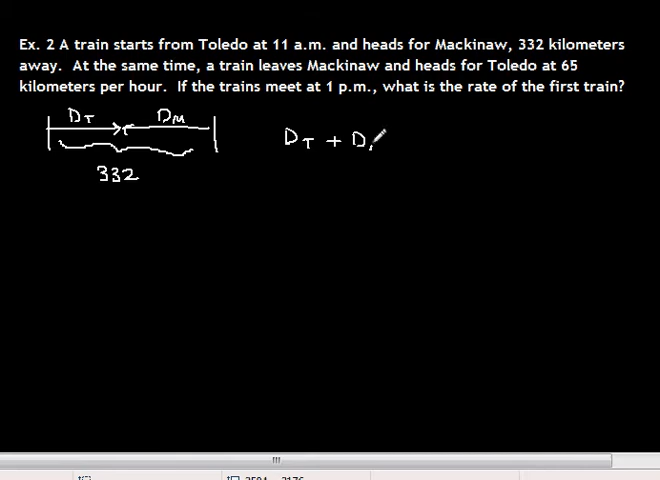 Ex. 2 A train starts from Toledo at 11 a.m. and heads for Mackinaw, 332 kilometers
away. At the same time, a train leaves Mackinaw and heads for Toledo at 65
kilometers per hour. If the trains meet at 1 p.m., what is the rate of the first train?
DT DM
332
DT + D